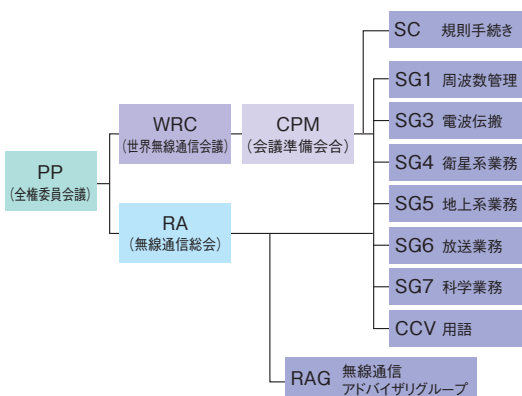 PP
(全権委員会議)
WRC
(世界無線通信会議)
CPM
(会議準備会合)
RA
(無線通信総会)
SC 規則手続き
SG1 周波数管理
SG3 電波伝搬
SG4 衛星系業務
SG5 地上系業務
SG6 放送業務
SG7 科学業務
CCV 用語
RAG 無線通信
アドバイザリグループ